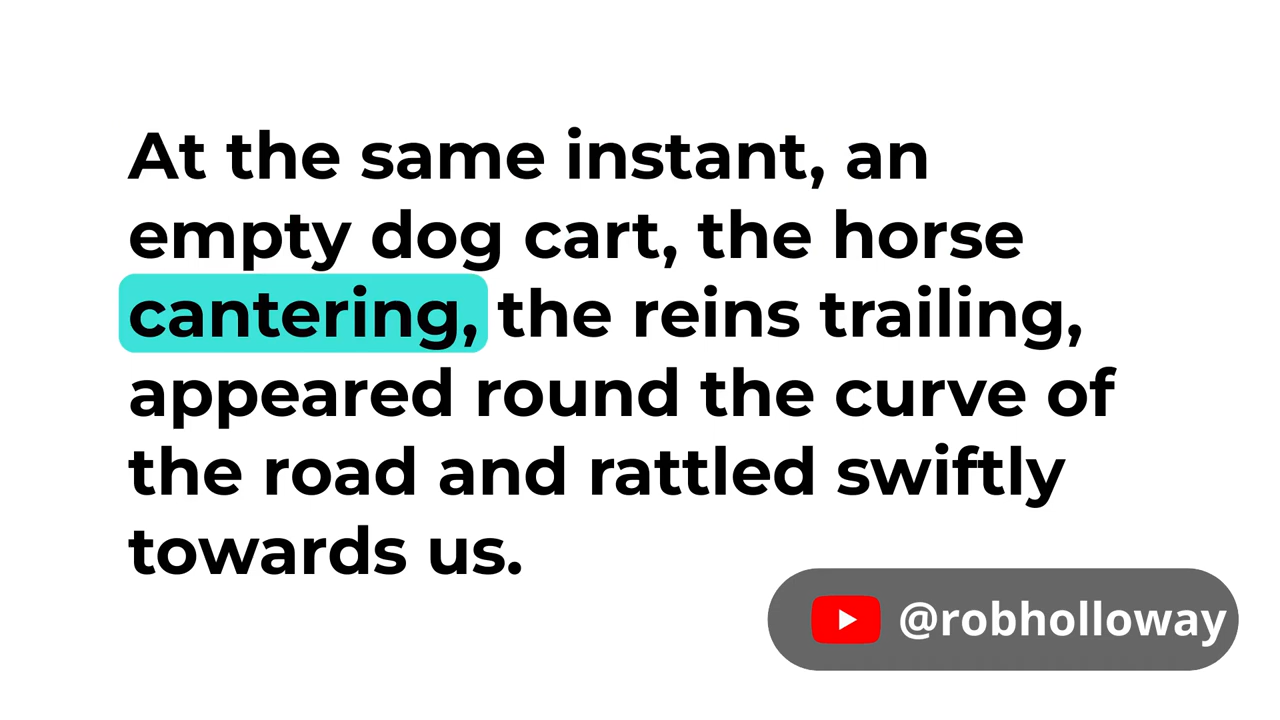 At the same instant, an
empty dog cart, the horse
cantering, the reins trailing,
appeared round the curve of
the road and rattled swiftly
towards us.
@robholloway